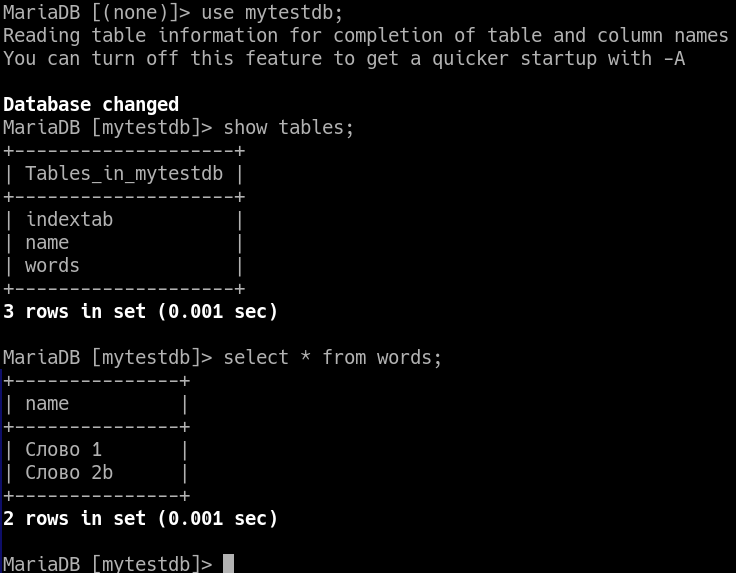 MariaDB [(none)]> use mytestdb;
Reading table information for completion of table and column names
You can turn off this feature to get a quicker startup with -A
Database changed
MariaDB [mytestdb]> show tables;
+--------------------+
| Tables_in_mytestdb |
+--------------------+
| indextab           |
| name               |
| words              |
+--------------------+
3 rows in set (0.001 sec)
MariaDB [mytestdb]> select * from words;
+---------------+
| name          |
+---------------+
| Слово 1       |
| Слово 2b      |
+---------------+
2 rows in set (0.001 sec)
MariaDB [mytestdb]>